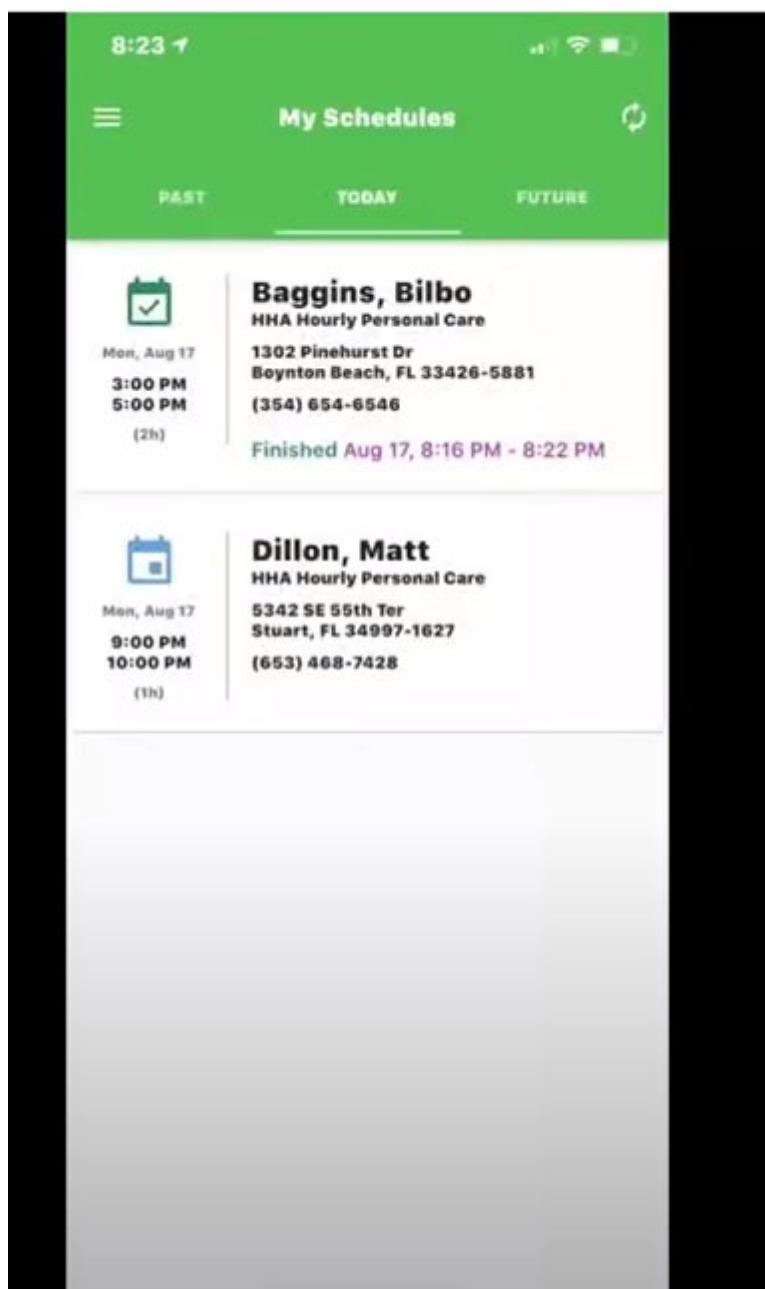 8:23
My Schedules
PAST TODAY FUTURE
Baggins, Bilbo
HHA Hourly Personal Care
Mon, Aug 17
3:00 PM
5:00 PM
(2h)
1302 Pinehurst Dr
Boynton Beach, FL 33426-5881
(354) 654-6546
Finished Aug 17, 8:16 PM - 8:22 PM
Dillon, Matt
HHA Hourly Personal Care
Mon, Aug 17
9:00 PM
10:00 PM
(1h)
5342 SE 55th Ter
Stuart, FL 34997-1627
(653) 468-7428